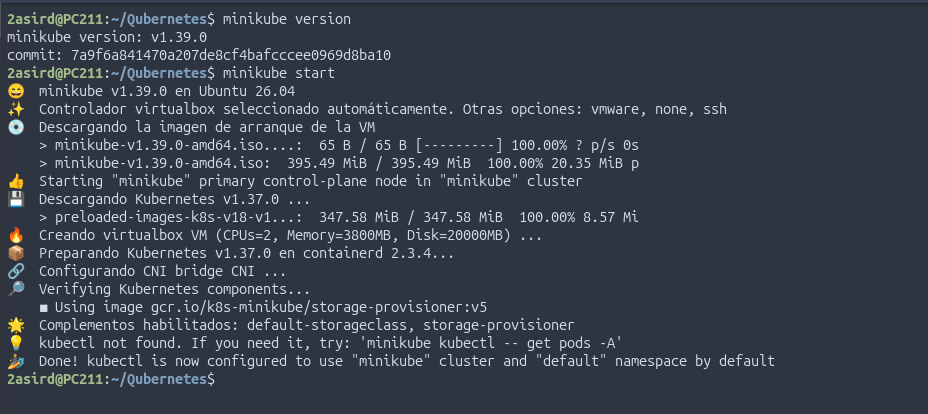 2asird@PC211:~/Qubernetes$ minikube version
minikube version: v1.39.0
commit: 7a9f6a841470a207de8cf4bafcccee0969d8ba10
2asird@PC211:~/Qubernetes$ minikube start
😄  minikube v1.39.0 en Ubuntu 26.04
✨  Controlador virtualbox seleccionado automáticamente. Otras opciones: vmware, none, ssh
💿  Descargando la imagen de arranque de la VM
    > minikube-v1.39.0-amd64.iso....:  65 B / 65 B [---------] 100.00% ? p/s 0s
    > minikube-v1.39.0-amd64.iso:  395.49 MiB / 395.49 MiB  100.00% 20.35 MiB p
👍  Starting "minikube" primary control-plane node in "minikube" cluster
💾  Descargando Kubernetes v1.37.0 ...
    > preloaded-images-k8s-v18-v1...:  347.58 MiB / 347.58 MiB  100.00% 8.57 Mi
🔥  Creando virtualbox VM (CPUs=2, Memory=3800MB, Disk=20000MB) ...
📦  Preparando Kubernetes v1.37.0 en containerd 2.3.4...
🔗  Configurando CNI bridge CNI ...
🔎  Verifying Kubernetes components...
    ▪ Using image gcr.io/k8s-minikube/storage-provisioner:v5
🌟  Complementos habilitados: default-storageclass, storage-provisioner
💡  kubectl not found. If you need it, try: 'minikube kubectl -- get pods -A'
🎉  Done! kubectl is now configured to use "minikube" cluster and "default" namespace by default
2asird@PC211:~/Qubernetes$